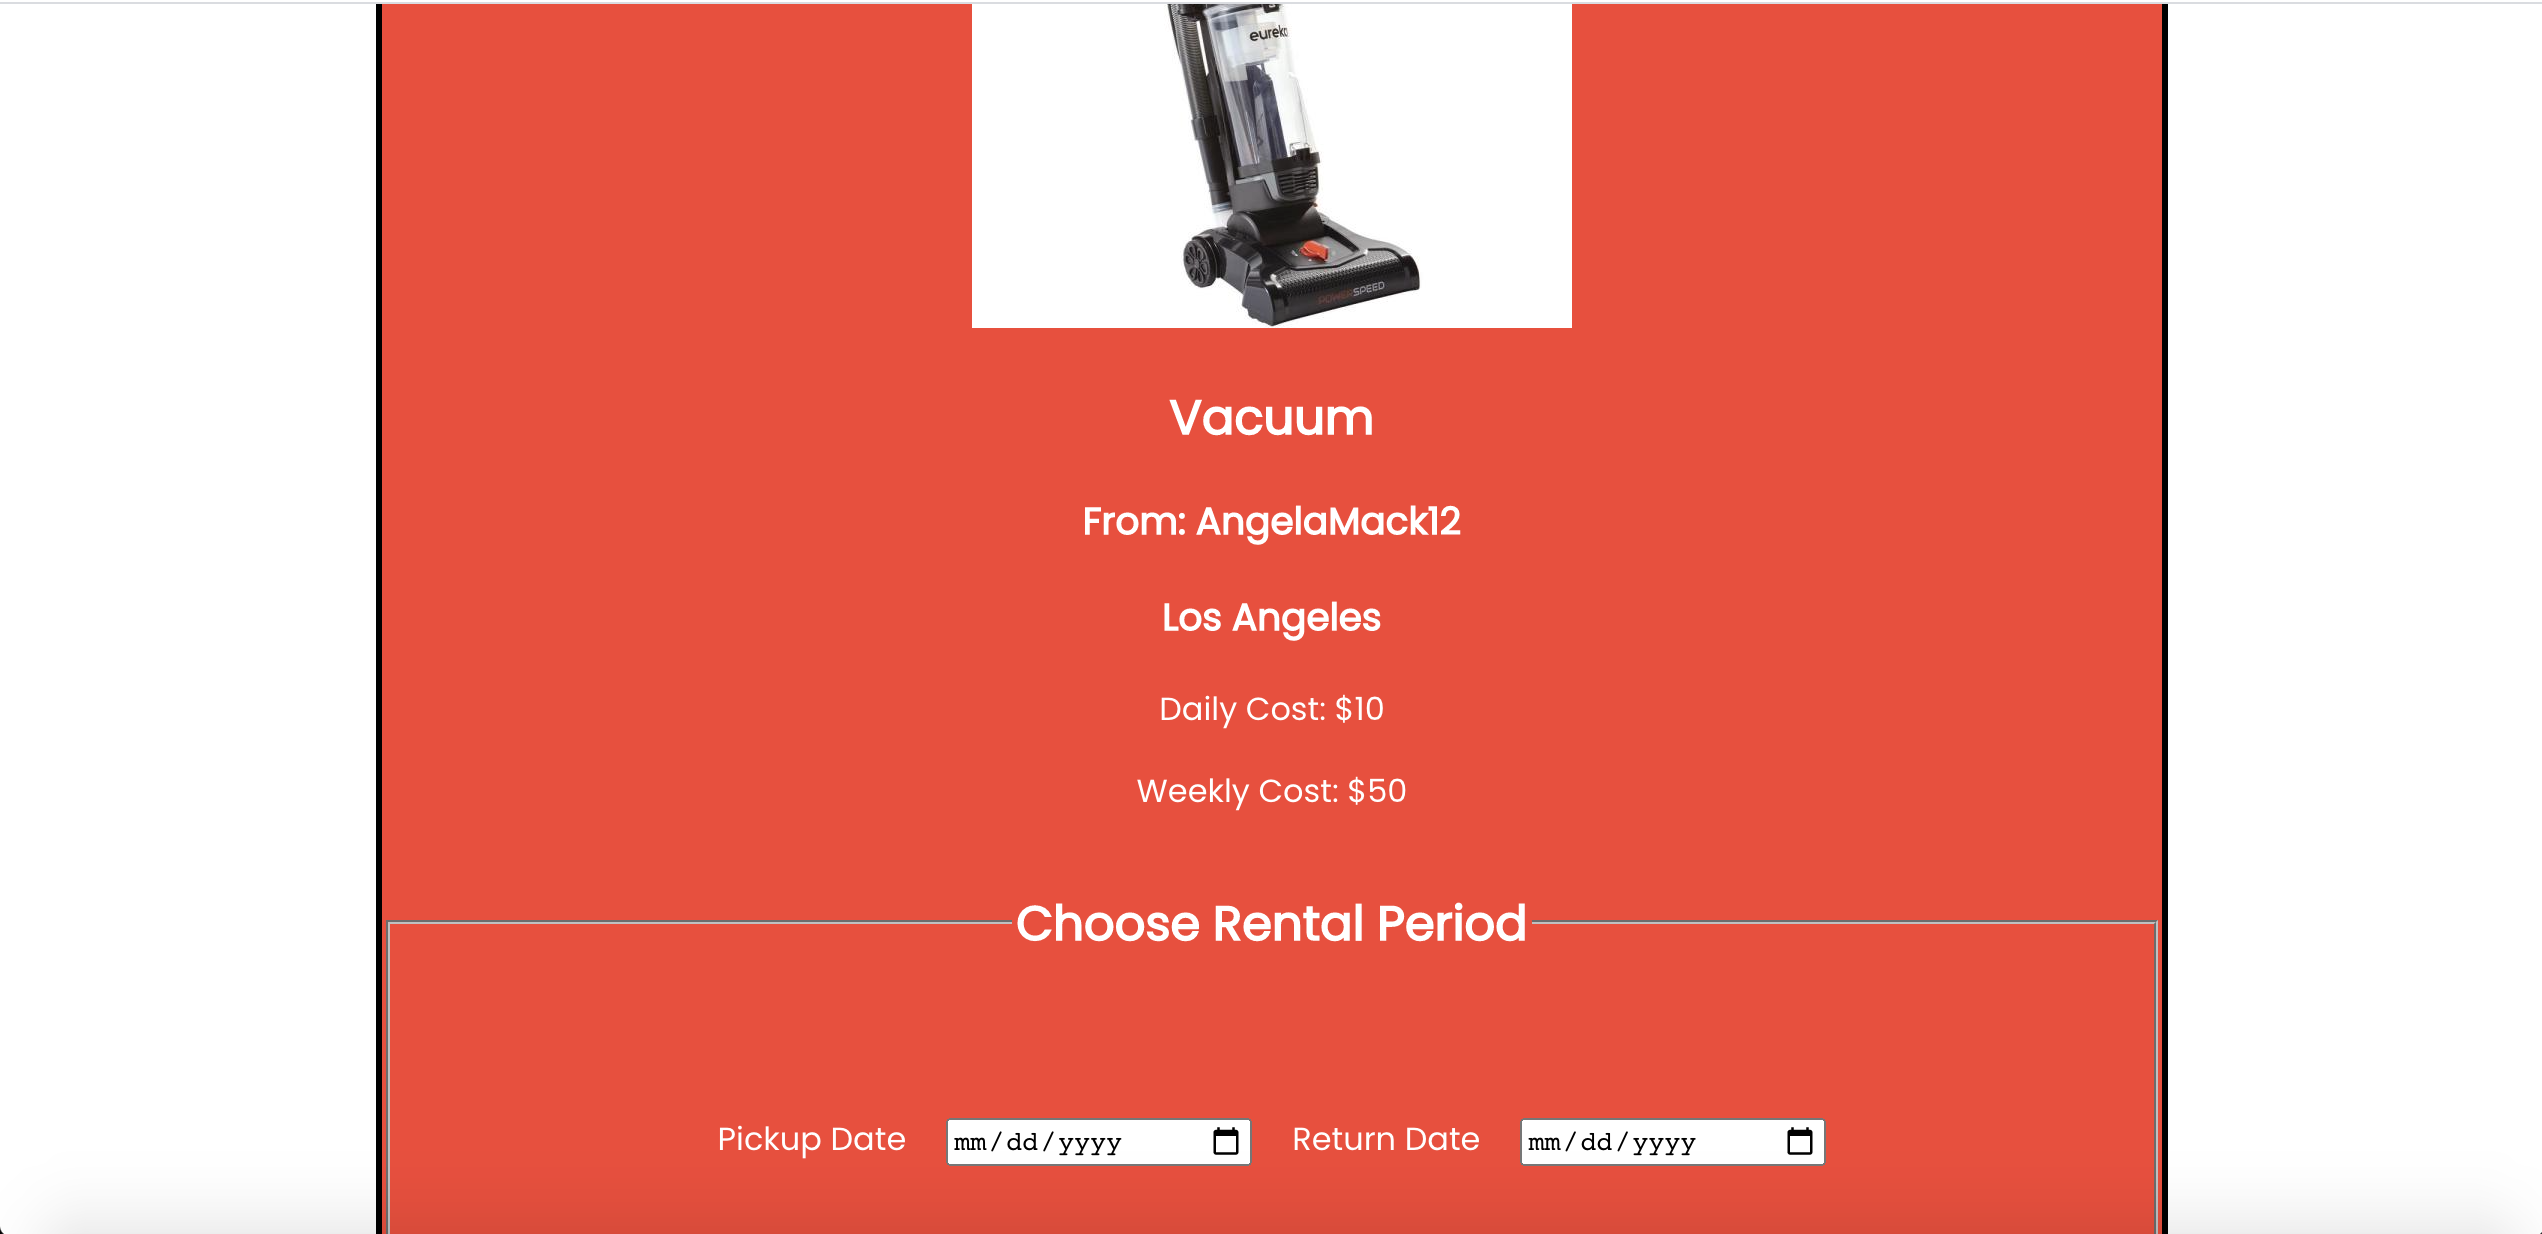 eureka
POWERSPEED
Vacuum
From: AngelaMack12
Los Angeles
Daily Cost: $10
Weekly Cost: $50
Choose Rental Period
Pickup Date mm/dd/yyyy Return Date mm/dd/yyyy